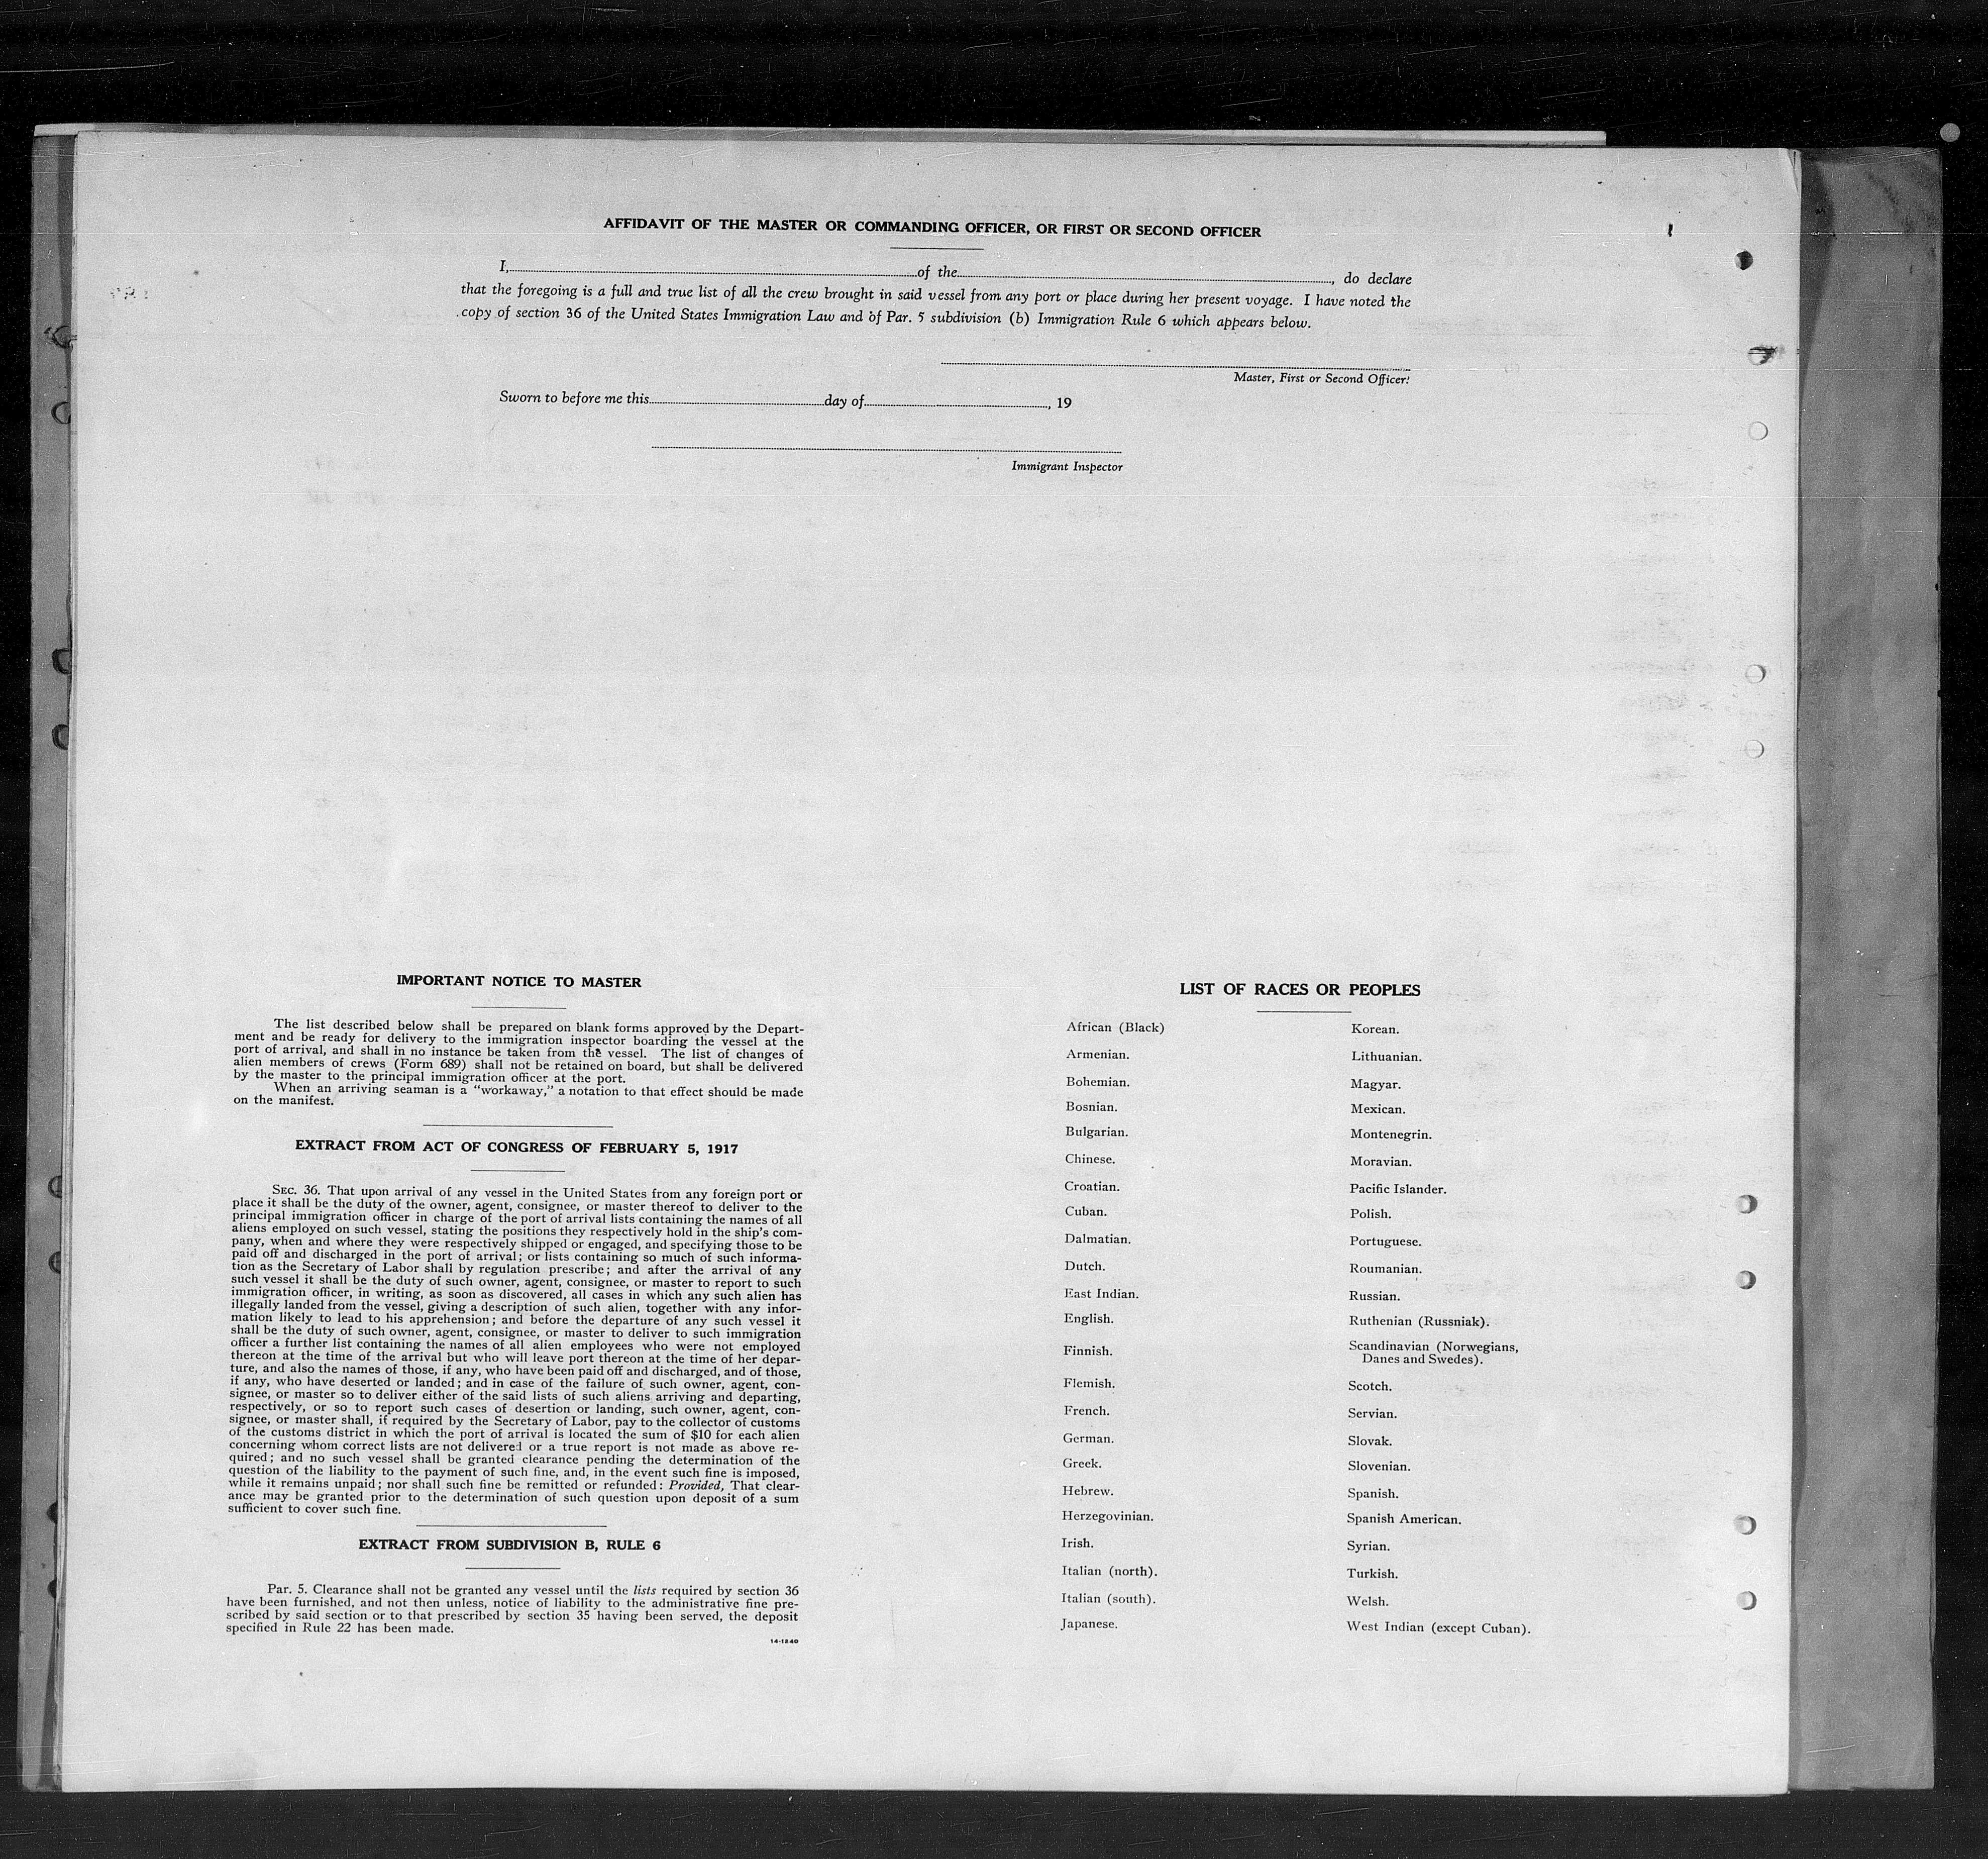 AFFIDAVIT OF THE MASTER OR COMMANDING OFFICER, OR FIRST OR SECOND OFFICER
I, of the , do declare
that the foregoing is a full and true list of all the crew brought in said vessel from any port or place during her present voyage. I have noted the
copy of section 36 of the United States Immigration Law and of Par. 5 subdivision (b) Immigration Rule 6 which appears below.
Master, First or Second Officer.
Sworn to before me this day of , 19
Immigrant Inspector
IMPORTANT NOTICE TO MASTER
The list described below shall be prepared on blank forms approved by the Depart-
ment and be ready for delivery to the immigration inspector boarding the vessel at the
port of arrival, and shall in no instance be taken from the vessel. The list of changes of
alien members of crews (Form 689) shall not be retained on board, but shall be delivered
by the master to the principal immigration officer at the port.
When an arriving seaman is a "workaway," a notation to that effect should be made
on the manifest.
EXTRACT FROM ACT OF CONGRESS OF FEBRUARY 5, 1917
SEC. 36. That upon arrival of any vessel in the United States from any foreign port or
place it shall be the duty of the owner, agent, consignee, or master thereof to deliver to the
principal immigration officer in charge of the port of arrival lists containing the names of all
aliens employed on such vessel, stating the positions they respectively hold in the ship's com-
pany, when and where they were respectively shipped or engaged, and specifying those to be
paid off and discharged in the port of arrival; or lists containing so much of such informa-
tion as the Secretary of Labor shall by regulation prescribe; and after the arrival of any
such vessel it shall be the duty of such owner, agent, consignee, or master to report to such
immigration officer, in writing, as soon as discovered, all cases in which any such alien has
illegally landed from the vessel, giving a description of such alien, together with any infor-
mation likely to lead to his apprehension; and before the departure of any such vessel it
shall be the duty of such owner, agent, consignee, or master to deliver to such immigration
officer a further list containing the names of all alien employees who were not employed
thereon at the time of the arrival but who will leave port thereon at the time of her depar-
ture, and also the names of those, if any, who have been paid off and discharged, and of those,
if any, who have deserted or landed; and in case of the failure of such owner, agent, con-
signee, or master so to deliver either of the said lists of such aliens arriving and departing,
respectively, or so to report such cases of desertion or landing, such owner, agent, con-
signee, or master shall, if required by the Secretary of Labor, pay to the collector of customs
of the customs district in which the port of arrival is located the sum of $10 for each alien
concerning whom correct lists are not delivered or a true report is not made as above re-
quired; and no such vessel shall be granted clearance pending the determination of the
question of the liability to the payment of such fine, and, in the event such fine is imposed,
while it remains unpaid; nor shall such fine be remitted or refunded: Provided, That clear-
ance may be granted prior to the determination of such question upon deposit of a sum
sufficient to cover such fine.
EXTRACT FROM SUBDIVISION B, RULE 6
Par. 5. Clearance shall not be granted any vessel until the lists required by section 36
have been furnished, and not then unless, notice of liability to the administrative fine pre-
scribed by said section or to that prescribed by section 35 having been served, the deposit
specified in Rule 22 has been made.
14-1240
LIST OF RACES OR PEOPLES
African (Black)
Armenian.
Bohemian.
Bosnian.
Bulgarian.
Chinese.
Croatian.
Cuban.
Dalmatian.
Dutch.
East Indian.
English.
Finnish.
Flemish.
French.
German.
Greek.
Hebrew.
Herzegovinian.
Irish.
Italian (north).
Italian (south).
Japanese.
Korean.
Lithuanian.
Magyar.
Mexican.
Montenegrin.
Moravian.
Pacific Islander.
Polish.
Portuguese.
Roumanian.
Russian.
Ruthenian (Russniak).
Scandinavian (Norwegians,
Danes and Swedes).
Scotch.
Servian.
Slovak.
Slovenian.
Spanish.
Spanish American.
Syrian.
Turkish.
Welsh.
West Indian (except Cuban).